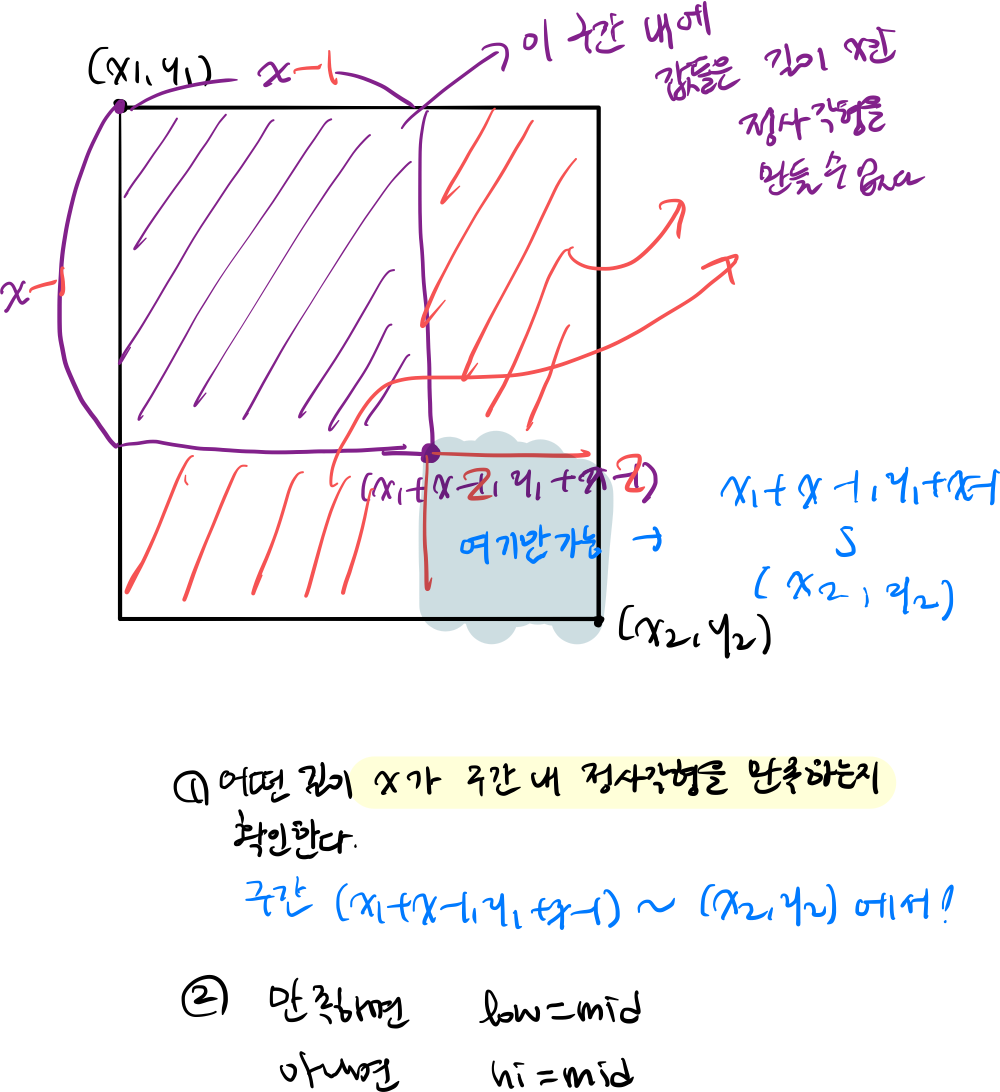 (x1, y1)
x-1
이 구간 내에
값들은 길이 x란
정사각형을
만들 수 없다
x-1
(x1+x-2, y1+x-2)
여기만 가능 →
x1+x-1, y1+x-1
S
(x2, y2)
(x2, y2)
① 어떤 길이 x가 구간 내 정사각형을 만족하는지
확인한다.
구간 (x1+x-1, y1+x-1) ~ (x2, y2) 에서!
② 만족하면 low=mid
아니면 hi=mid